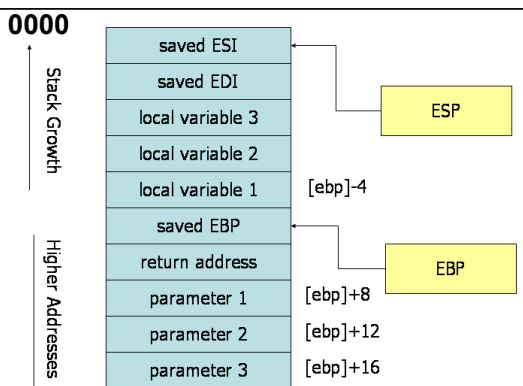 0000
saved ESI
saved EDI
local variable 3
ESP
local variable 2
local variable 1
[ebp]-4
Stack Growth
saved EBP
return address
EBP
parameter 1
[ebp]+8
parameter 2
[ebp]+12
parameter 3
[ebp]+16
Higher Addresses